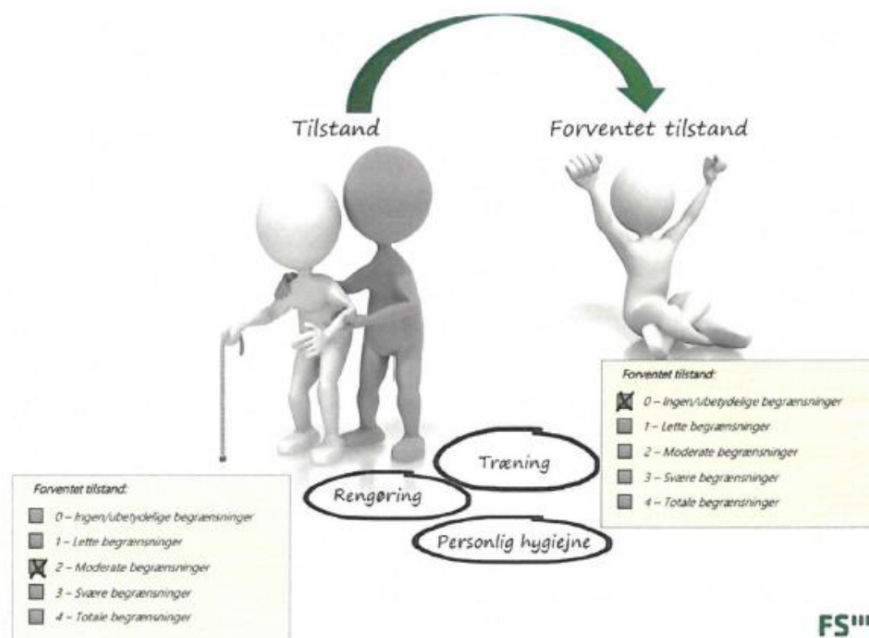 Tilstand
Forventet tilstand
Forventet tilstand:
0 – Ingen/ubetydelige begrænsninger
1 – Lette begrænsninger
2 – Moderate begrænsninger
3 – Svære begrænsninger
4 – Totale begrænsninger
Træning
Rengøring
Personlig hygiejne
Forventet tilstand:
0 – Ingen/ubetydelige begrænsninger
1 – Lette begrænsninger
2 – Moderate begrænsninger
3 – Svære begrænsninger
4 – Totale begrænsninger
FSIII